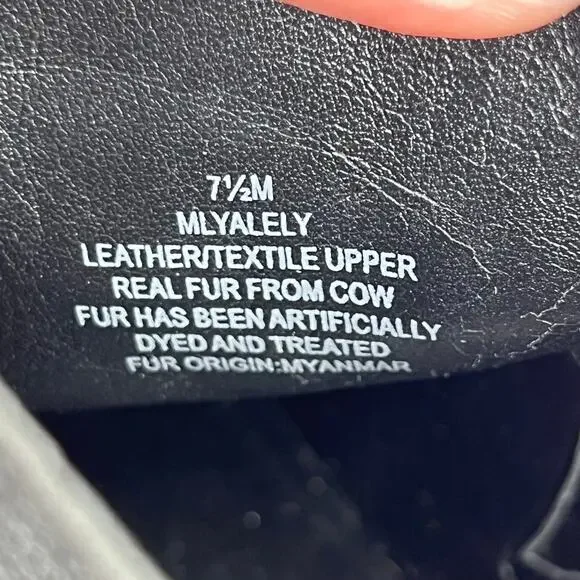 7½M
MLYALELY
LEATHER/TEXTILE UPPER
REAL FUR FROM COW
FUR HAS BEEN ARTIFICIALLY
DYED AND TREATED
FUR ORIGIN:MYANMAR